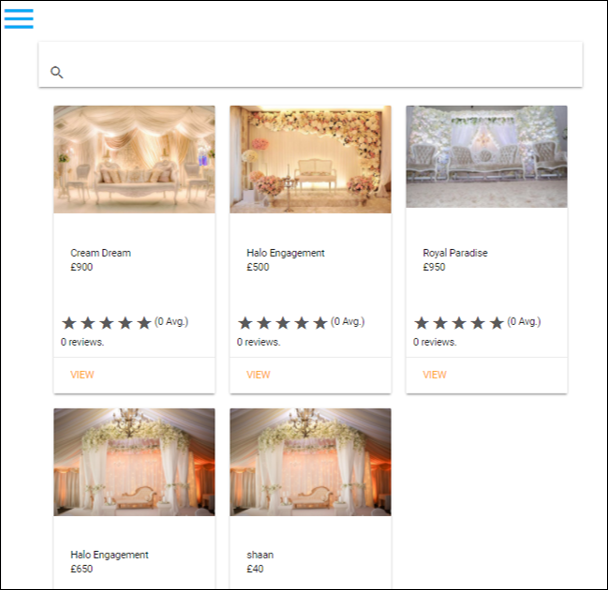 Cream Dream
£900
(0 Avg.)
0 reviews.
VIEW
Halo Engagement
£500
(0 Avg.)
0 reviews.
VIEW
Royal Paradise
£950
(0 Avg.)
0 reviews.
VIEW
Halo Engagement
£650
shaan
£40